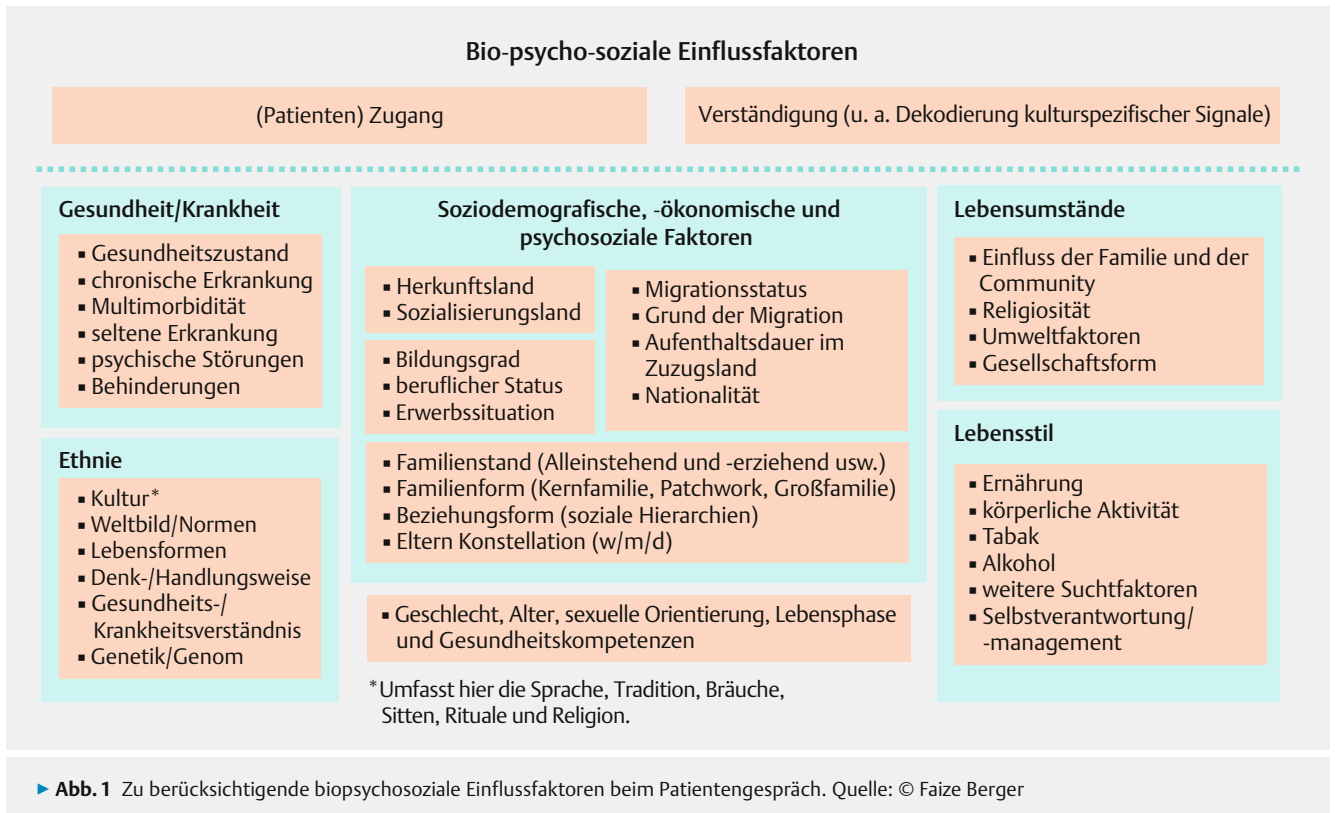 Bio-psycho-soziale Einflussfaktoren
(Patienten) Zugang
Verständigung (u. a. Dekodierung kulturspezifischer Signale)
Gesundheit/Krankheit
▪ Gesundheitszustand
▪ chronische Erkrankung
▪ Multimorbidität
▪ seltene Erkrankung
▪ psychische Störungen
▪ Behinderungen
Ethnie
▪ Kultur*
▪ Weltbild/Normen
▪ Lebensformen
▪ Denk-/Handlungsweise
▪ Gesundheits-/
Krankheitsverständnis
▪ Genetik/Genom
Soziodemografische, -ökonomische und
psychosoziale Faktoren
▪ Herkunftsland
▪ Sozialisierungsland
▪ Bildungsgrad
▪ beruflicher Status
▪ Erwerbssituation
▪ Migrationsstatus
▪ Grund der Migration
▪ Aufenthaltsdauer im
Zuzugsland
▪ Nationalität
▪ Familienstand (Alleinstehend und -erziehend usw.)
▪ Familienform (Kernfamilie, Patchwork, Großfamilie)
▪ Beziehungsform (soziale Hierarchien)
▪ Eltern Konstellation (w/m/d)
▪ Geschlecht, Alter, sexuelle Orientierung, Lebensphase
und Gesundheitskompetenzen
*Umfasst hier die Sprache, Tradition, Bräuche,
Sitten, Rituale und Religion.
Lebensumstände
▪ Einfluss der Familie und der
Community
▪ Religiosität
▪ Umweltfaktoren
▪ Gesellschaftsform
Lebensstil
▪ Ernährung
▪ körperliche Aktivität
▪ Tabak
▪ Alkohol
▪ weitere Suchtfaktoren
▪ Selbstverantwortung/
-management
▶ Abb. 1 Zu berücksichtigende biopsychosoziale Einflussfaktoren beim Patientengespräch. Quelle: © Faize Berger